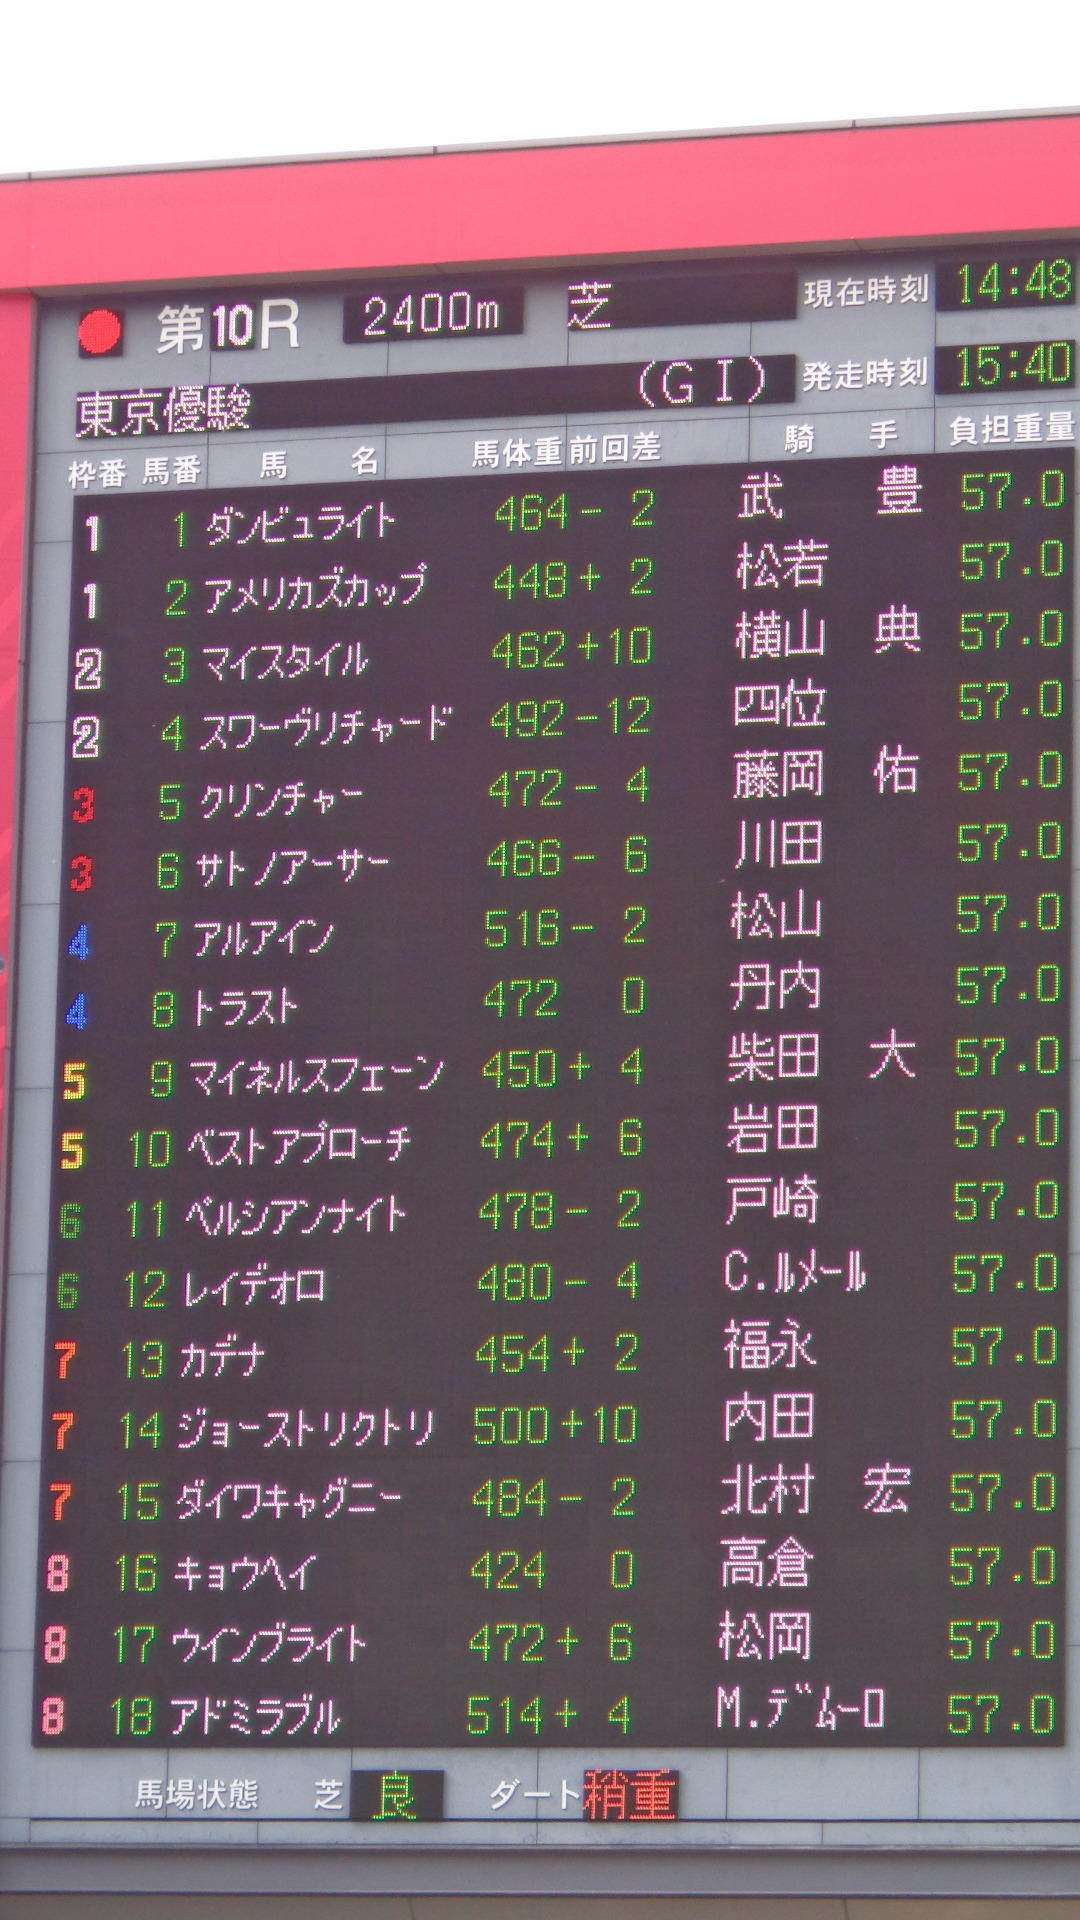 第10R 2400m 芝 現在時刻 14:48
東京優駿 (GI) 発走時刻 15:40
枠番 馬番 馬名 馬体重 前回差 騎手 負担重量
1 1 ダンビュライト 464- 2 武豊 57.0
1 2 アメリカズカップ 448+ 2 松若 57.0
2 3 マイスタイル 462+10 横山典 57.0
2 4 スワーヴリチャード 492-12 四位 57.0
3 5 クリンチャー 472- 4 藤岡佑 57.0
3 6 サトノアーサー 466- 6 川田 57.0
4 7 アルアイン 516- 2 松山 57.0
4 8 トラスト 472 0 丹内 57.0
5 9 マイネルスフェーン 450+ 4 柴田大 57.0
5 10 ベストアプローチ 474+ 6 岩田 57.0
6 11 ペルシアンナイト 478- 2 戸崎 57.0
6 12 レイデオロ 480- 4 C.ルメール 57.0
7 13 カデナ 454+ 2 福永 57.0
7 14 ジョーストリクトリ 500+10 内田 57.0
7 15 ダイワキャグニー 484- 2 北村宏 57.0
8 16 キョウヘイ 424 0 高倉 57.0
8 17 ウインブライト 472+ 6 松岡 57.0
8 18 アドミラブル 514+ 4 M.デムーロ 57.0
馬場状態 芝 良 ダート 稍重